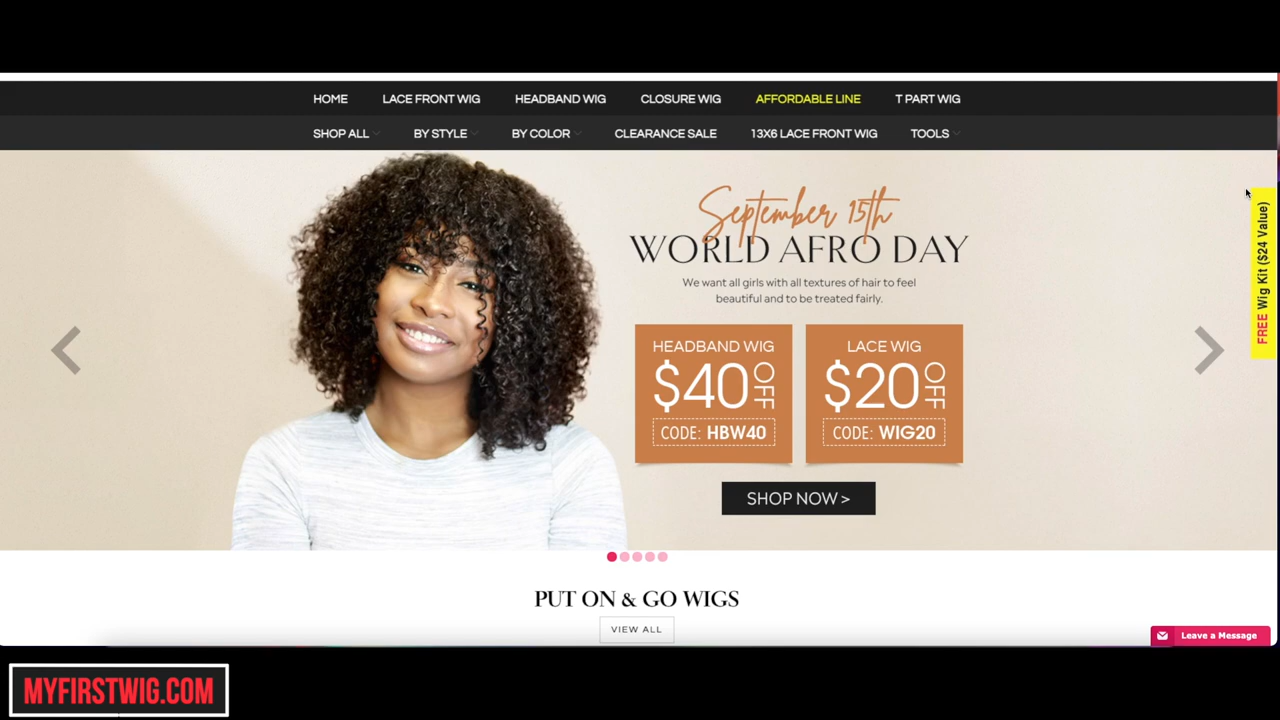 HOME LACE FRONT WIG HEADBAND WIG CLOSURE WIG AFFORDABLE LINE T PART WIG
SHOP ALL BY STYLE BY COLOR CLEARANCE SALE 13X6 LACE FRONT WIG TOOLS
September 15th
WORLD AFRO DAY
We want all girls with all textures of hair to feel
beautiful and to be treated fairly.
HEADBAND WIG
$40 OFF
CODE: HBW40
LACE WIG
$20 OFF
CODE: WIG20
SHOP NOW >
FREE Wig Kit ($24 Value)
PUT ON & GO WIGS
VIEW ALL
Leave a Message
MYFIRSTWIG.COM